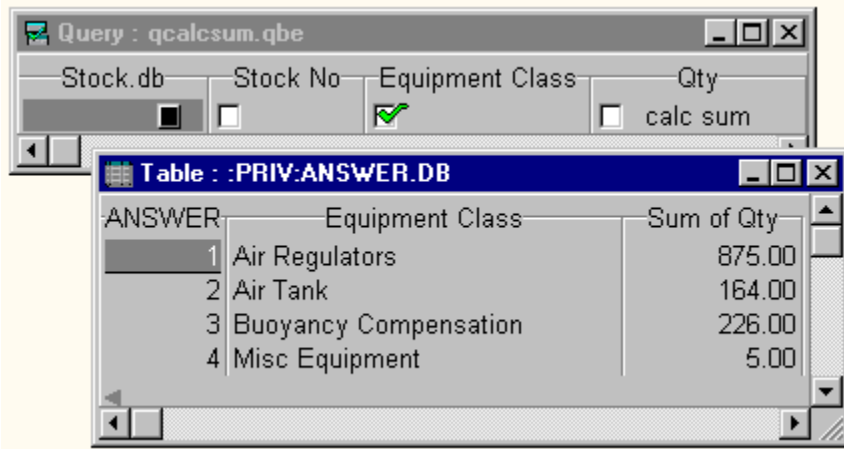 Query : qcalcsum.qbe
Stock.db Stock No Equipment Class Qty
calc sum
Table : :PRIV:ANSWER.DB
ANSWER Equipment Class Sum of Qty
1 Air Regulators 875.00
2 Air Tank 164.00
3 Buoyancy Compensation 226.00
4 Misc Equipment 5.00